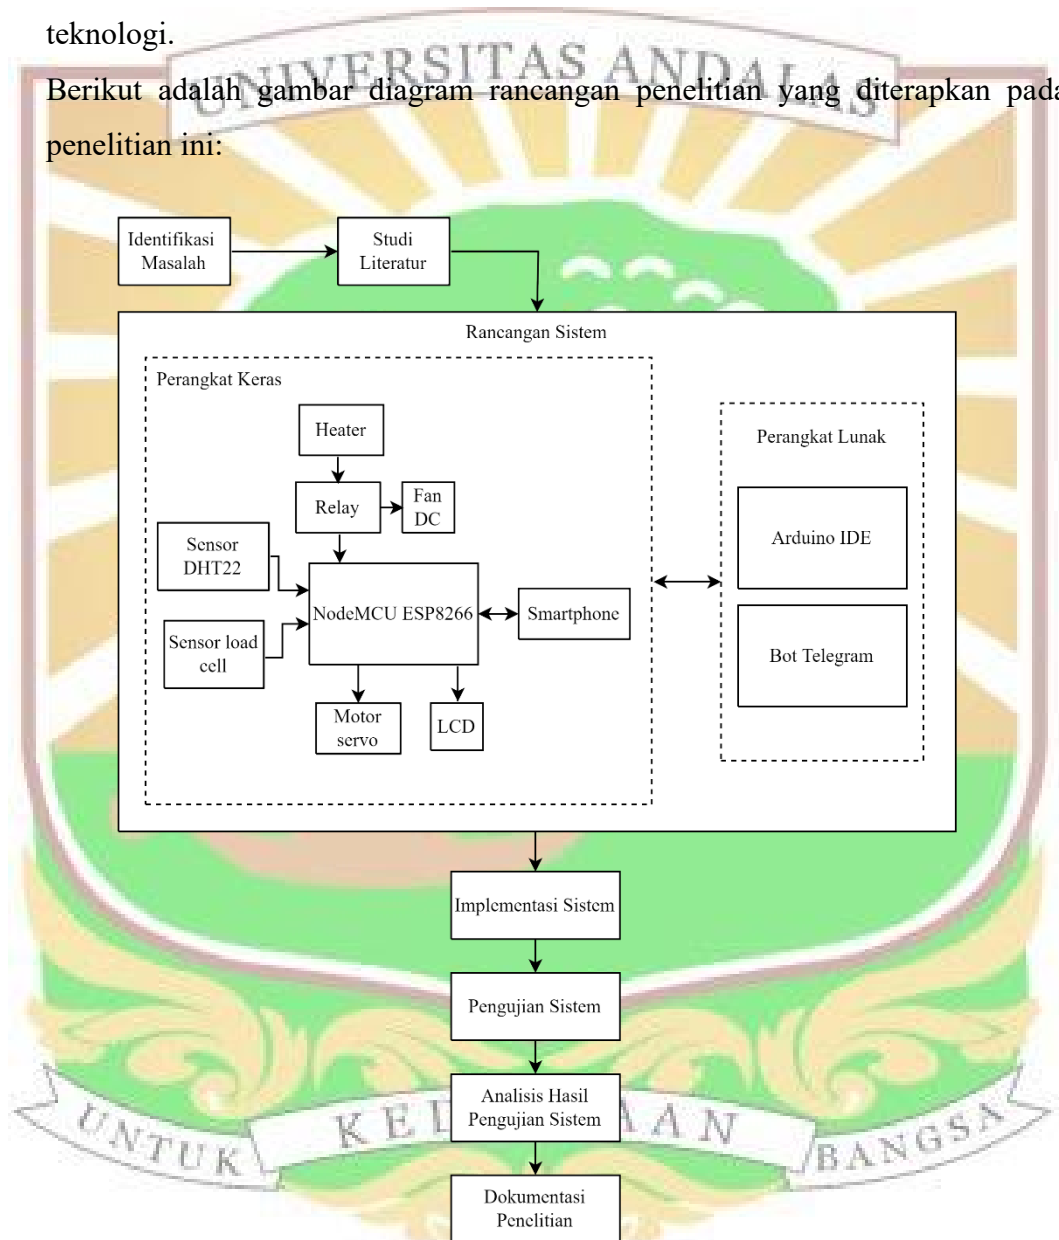 teknologi.
UNIVERSITAS ANDALAS
Berikut adalah gambar diagram rancangan penelitian yang diterapkan pada
penelitian ini:
Identifikasi
Masalah
Studi
Literatur
Rancangan Sistem
Perangkat Keras
Heater
Relay
Fan
DC
Sensor
DHT22
NodeMCU ESP8266
Smartphone
Sensor load
cell
Motor
servo
LCD
Perangkat Lunak
Arduino IDE
Bot Telegram
Implementasi Sistem
Pengujian Sistem
Analisis Hasil
Pengujian Sistem
UNTUK
BANGSA
Dokumentasi
Penelitian